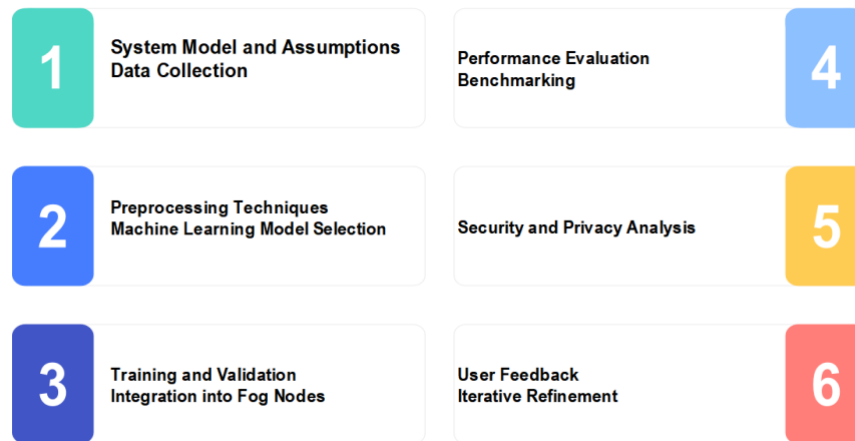 1
System Model and Assumptions
Data Collection
2
Preprocessing Techniques
Machine Learning Model Selection
3
Training and Validation
Integration into Fog Nodes
Performance Evaluation
Benchmarking
4
Security and Privacy Analysis
5
User Feedback
Iterative Refinement
6